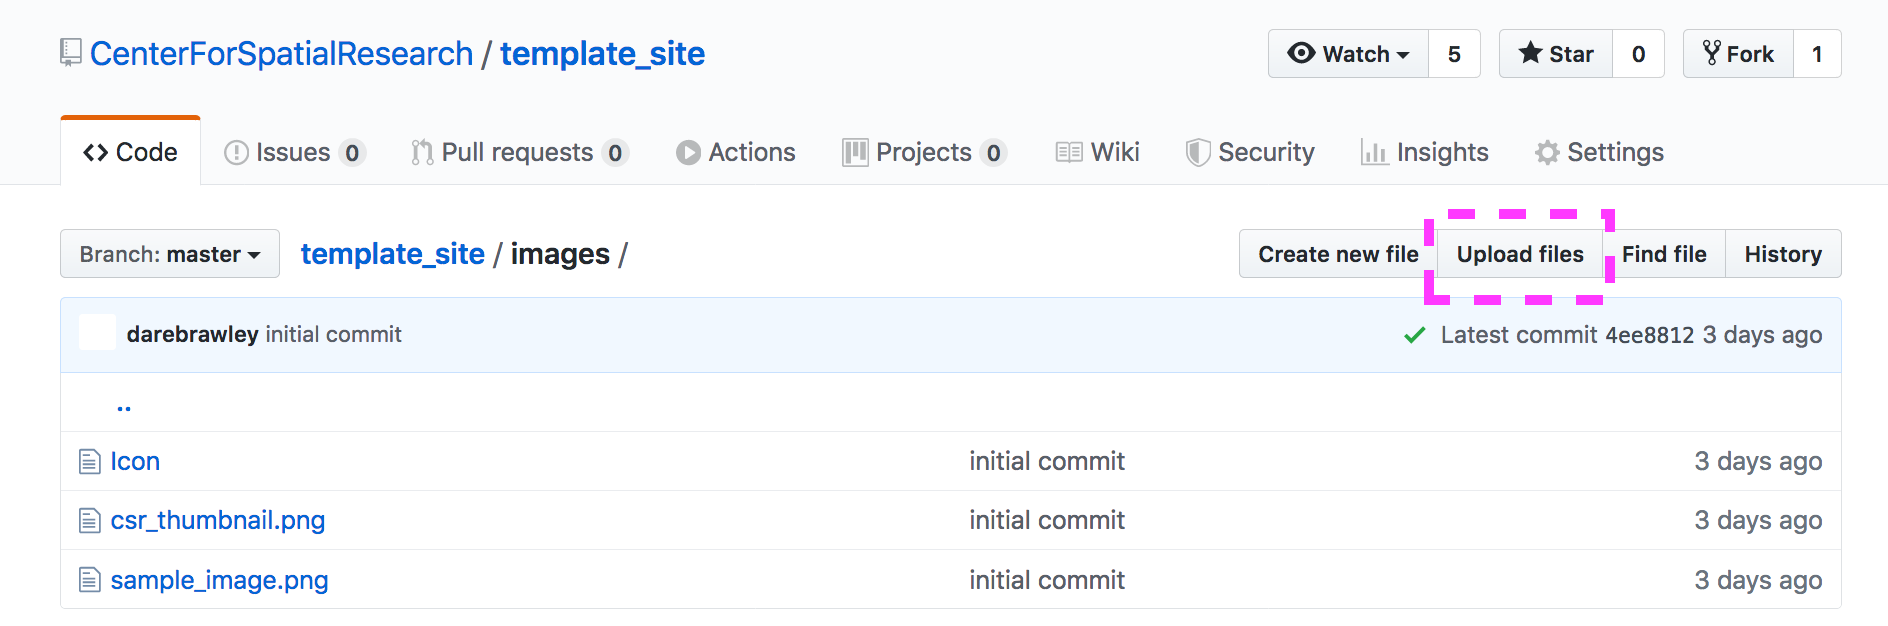 CenterForSpatialResearch / template_site Watch 5 Star 0 Fork 1
Code Issues 0 Pull requests 0 Actions Projects 0 Wiki Security Insights Settings
Branch: master template_site / images / Create new file Upload files Find file History
darebrawley initial commit Latest commit 4ee8812 3 days ago
..
Icon initial commit 3 days ago
csr_thumbnail.png initial commit 3 days ago
sample_image.png initial commit 3 days ago